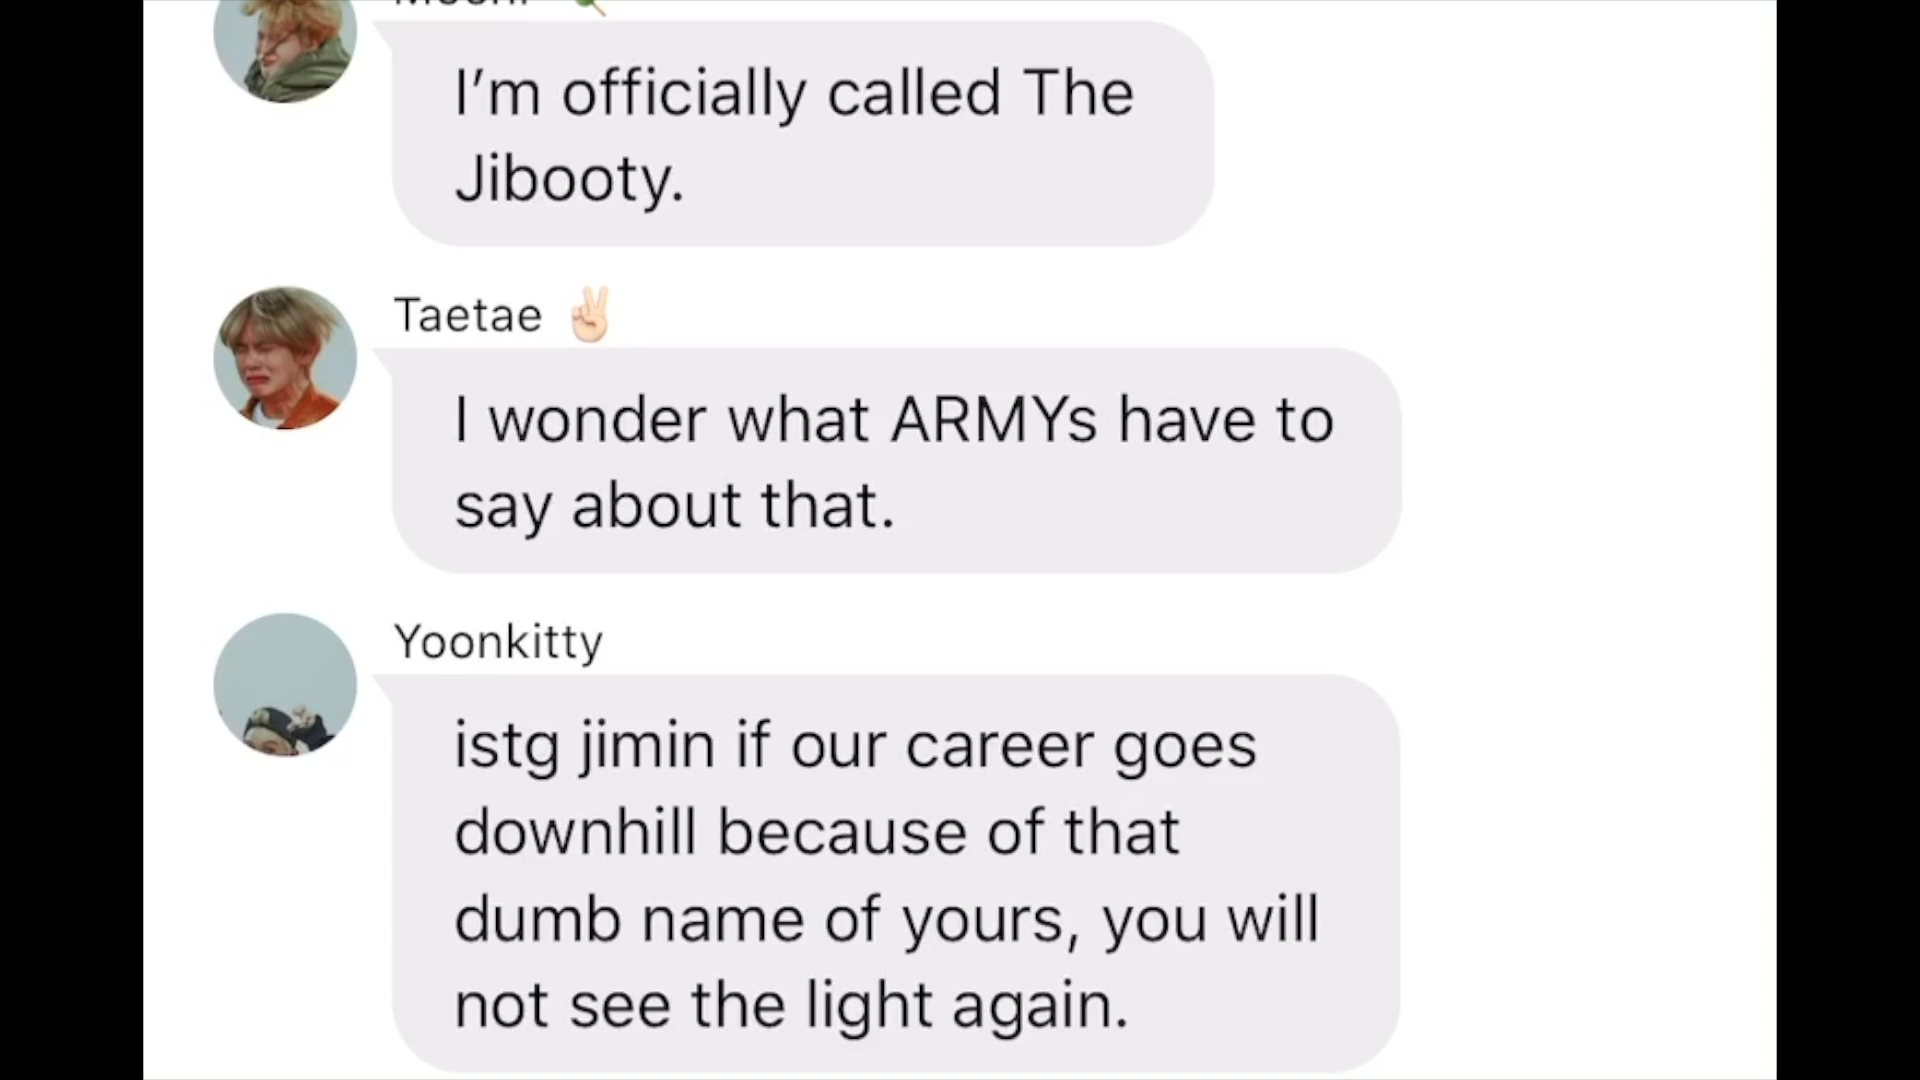 I'm officially called The
Jibooty.
Taetae ✌🏻
I wonder what ARMYs have to
say about that.
Yoonkitty
istg jimin if our career goes
downhill because of that
dumb name of yours, you will
not see the light again.